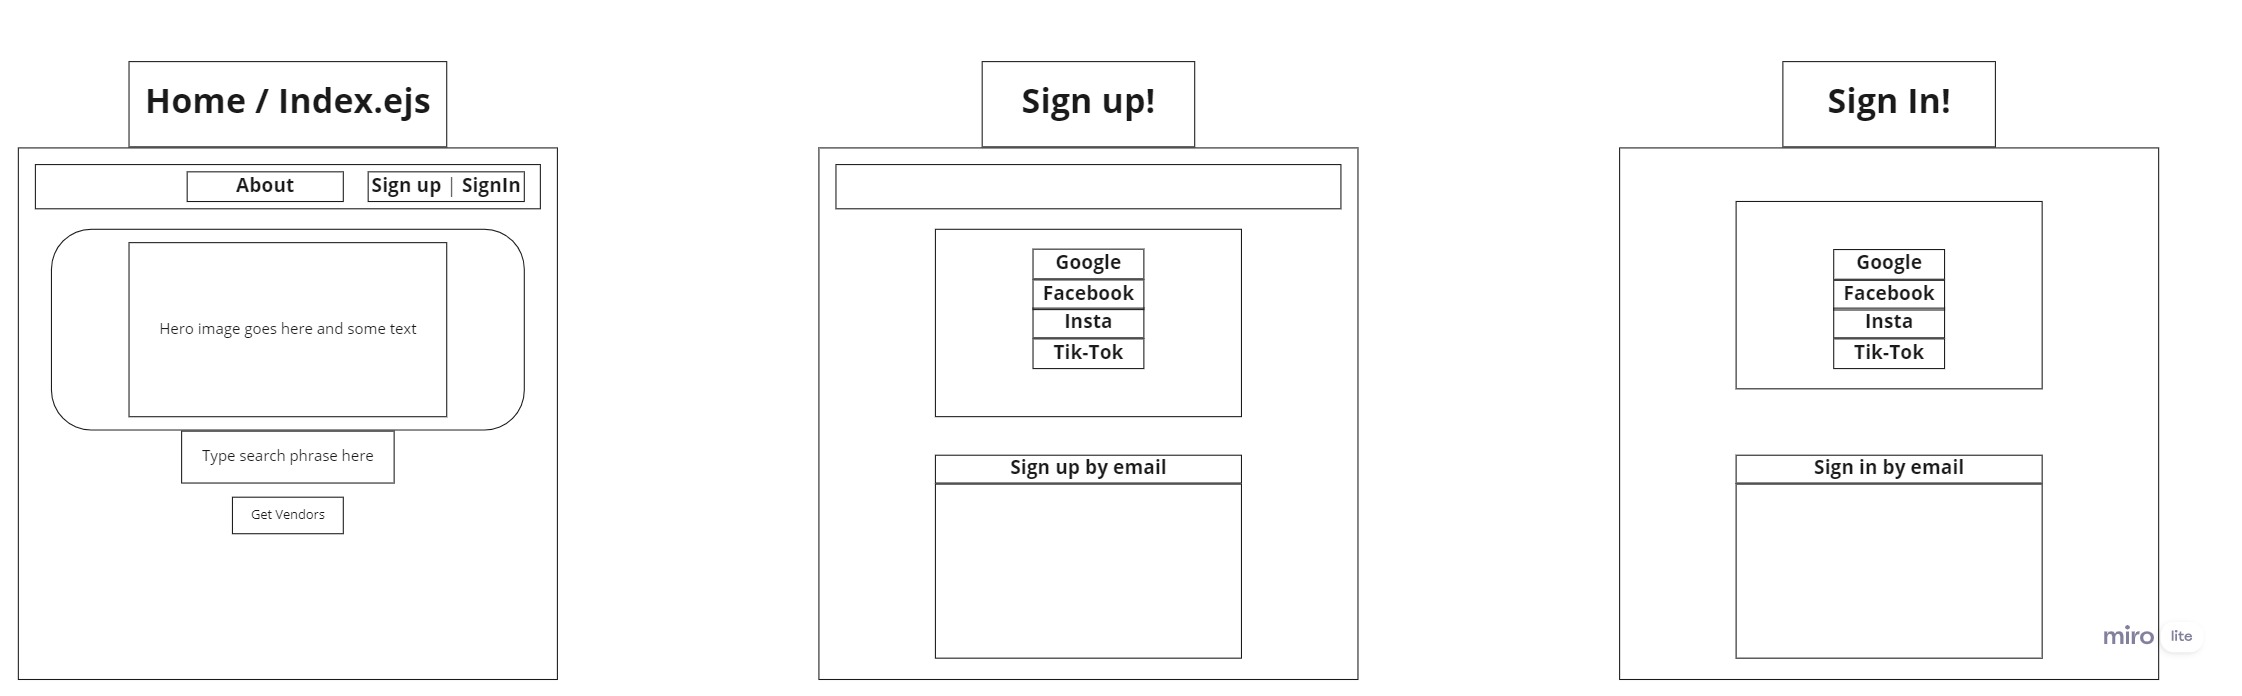 Home / Index.ejs
About
Sign up | SignIn
Hero image goes here and some text
Type search phrase here
Get Vendors
Sign up!
Google
Facebook
Insta
Tik-Tok
Sign up by email
Sign In!
Google
Facebook
Insta
Tik-Tok
Sign in by email
miro lite